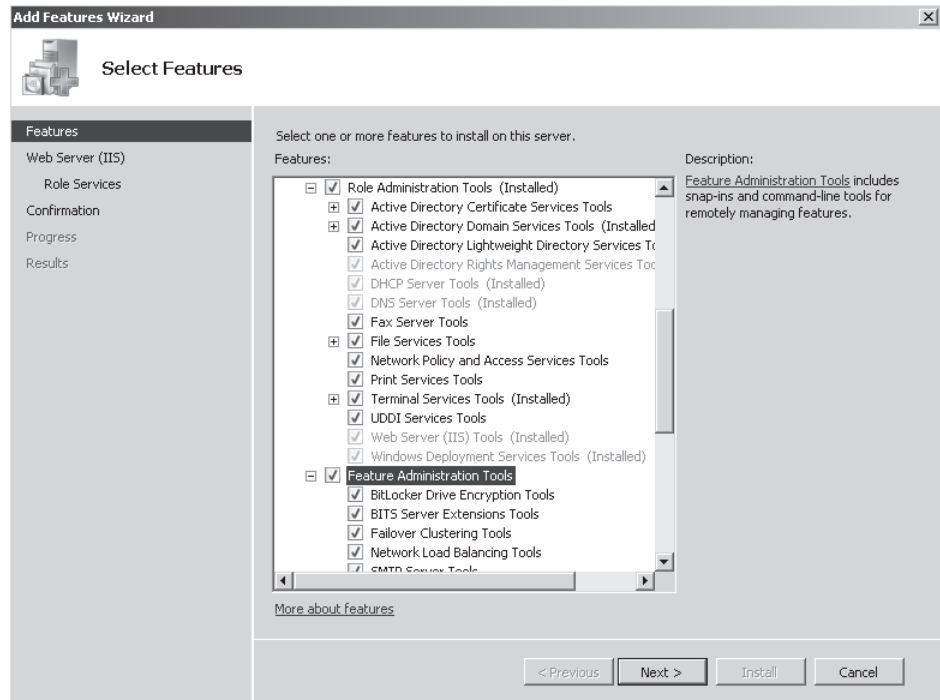 Add Features Wizard
Select Features
Features
Web Server (IIS)
Role Services
Confirmation
Progress
Results
Select one or more features to install on this server.
Features:
Role Administration Tools (Installed)
Active Directory Certificate Services Tools
Active Directory Domain Services Tools (Installed
Active Directory Lightweight Directory Services
Active Directory Rights Management Services
DHCP Server Tools (Installed)
DNS Server Tools (Installed)
Fax Server Tools
File Services Tools
Network Policy and Access Services Tools
Print Services Tools
Terminal Services Tools (Installed)
UDDI Services Tools
Web Server (IIS) Tools (Installed)
Windows Deployment Services Tools (Installed)
Feature Administration Tools
BitLocker Drive Encryption Tools
BITS Server Extensions Tools
Failover Clustering Tools
Network Load Balancing Tools
SMTP Server Tools
Description:
Feature Administration Tools includes
snap-ins and command-line tools for
remotely managing features.
More about features
< Previous
Next >
Install
Cancel